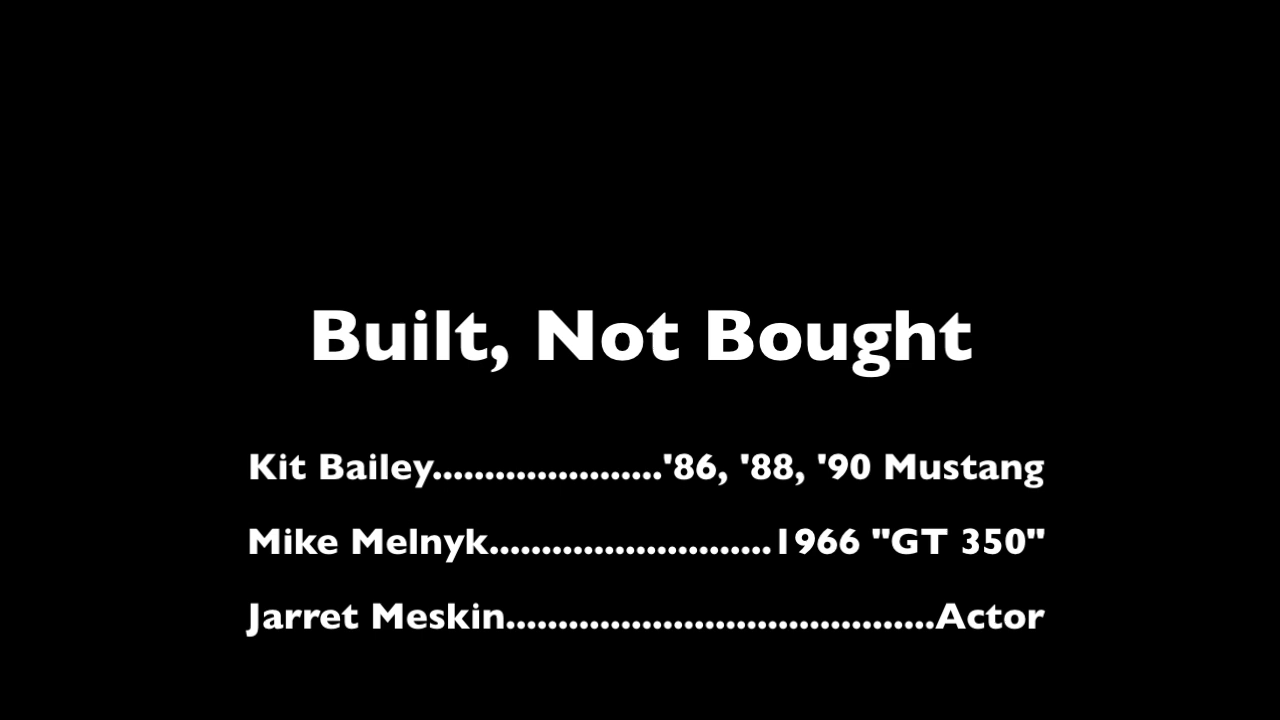 Built, Not Bought
Kit Bailey......................'86, '88, '90 Mustang
Mike Melnyk...........................1966 "GT 350"
Jarret Meskin.........................................Actor